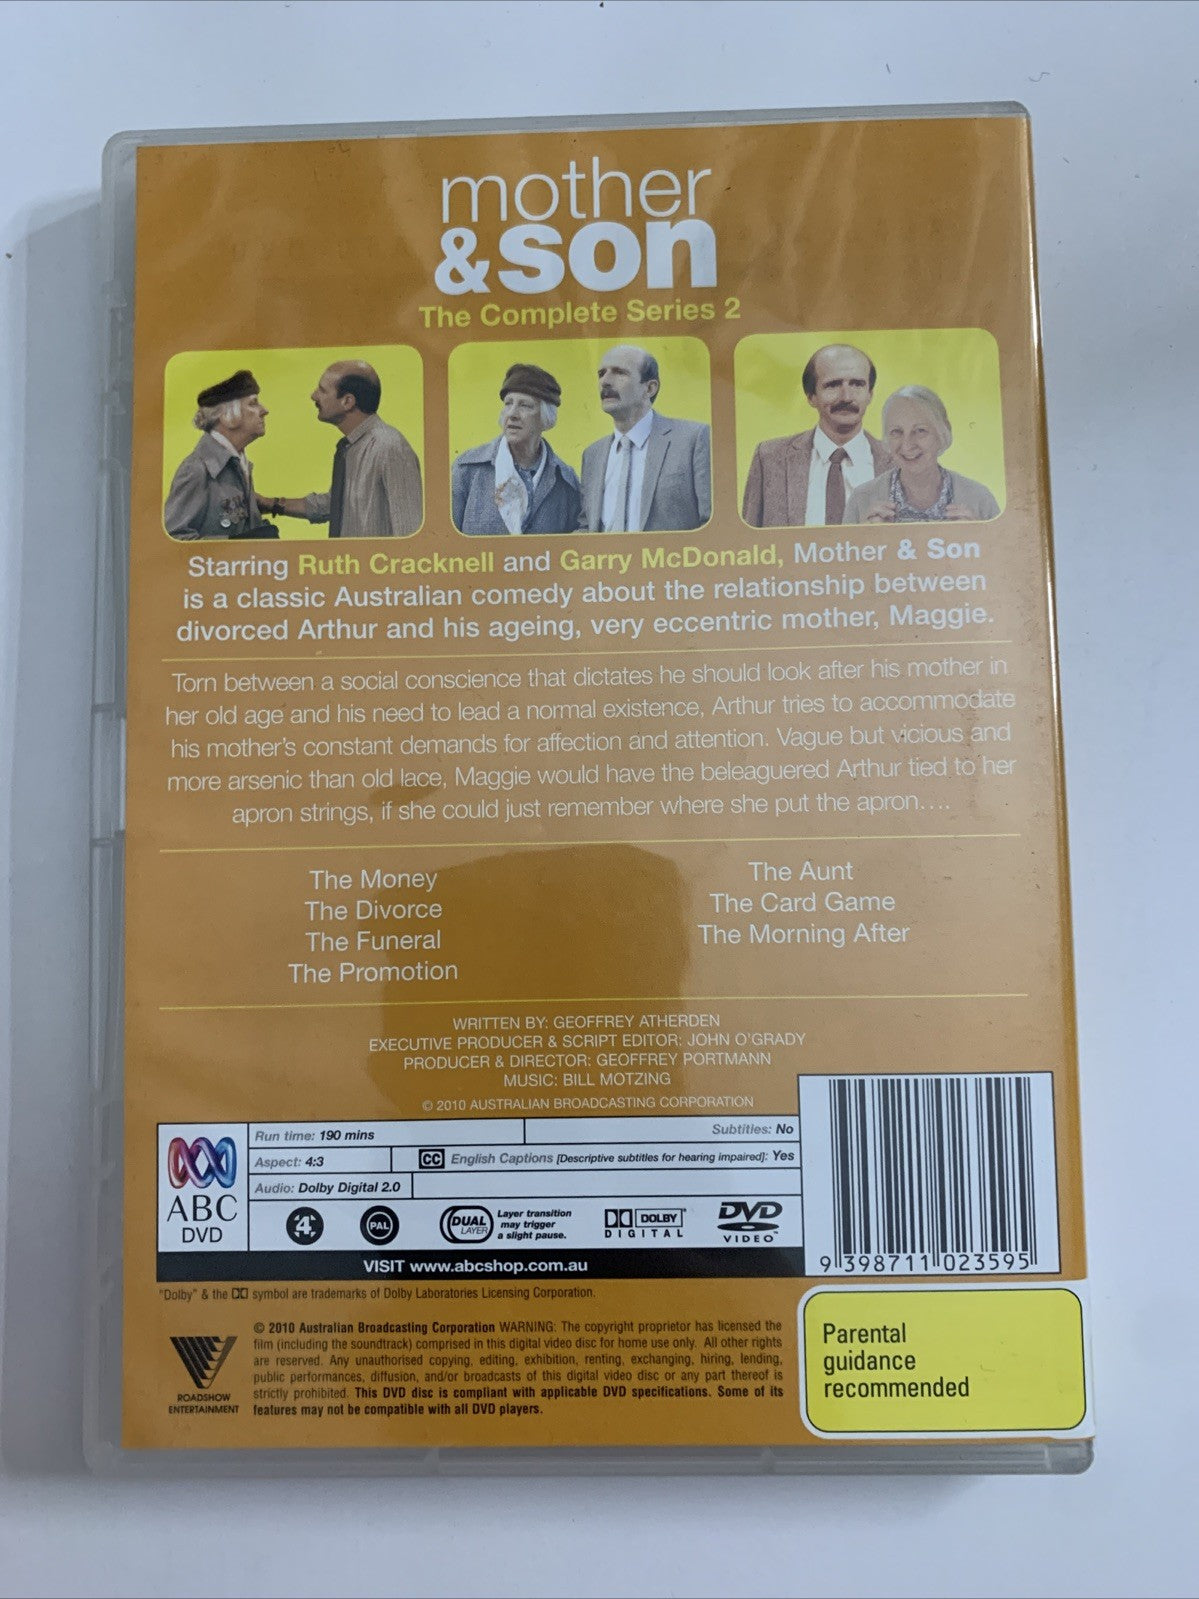 mother
& son
The Complete Series 2
Starring Ruth Cracknell and Garry McDonald, Mother & Son
is a classic Australian comedy about the relationship between
divorced Arthur and his ageing, very eccentric mother, Maggie.
Torn between a social conscience that dictates he should look after his mother in
her old age and his need to lead a normal existence, Arthur tries to accommodate
his mother's constant demands for affection and attention. Vague but vicious and
more arsenic than old lace, Maggie would have the beleaguered Arthur tied to her
apron strings, if she could just remember where she put the apron....
The Money
The Divorce
The Funeral
The Promotion
The Aunt
The Card Game
The Morning After
WRITTEN BY: GEOFFREY ATHERDEN
EXECUTIVE PRODUCER & SCRIPT EDITOR: JOHN O'GRADY
PRODUCER & DIRECTOR: GEOFFREY PORTMANN
MUSIC: BILL MOTZING
© 2010 AUSTRALIAN BROADCASTING CORPORATION
ABC
DVD
Run time: 190 mins
Subtitles: No
Aspect: 4:3
CC English Captions [Descriptive subtitles for hearing impaired]: Yes
Audio: Dolby Digital 2.0
4
PAL
DUAL
LAYER
Layer transition
may trigger
a slight pause.
DOLBY
DIGITAL
DVD
VIDEO™
VISIT www.abcshop.com.au
9 398711 023595
"Dolby" & the DD symbol are trademarks of Dolby Laboratories Licensing Corporation.
ROADSHOW
ENTERTAINMENT
© 2010 Australian Broadcasting Corporation WARNING: The copyright proprietor has licensed the
film (including the soundtrack) comprised in this digital video disc for home use only. All other rights
are reserved. Any unauthorised copying, editing, exhibition, renting, exchanging, hiring, lending,
public performances, diffusion, and/or broadcasts of this digital video disc or any part thereof is
strictly prohibited. This DVD disc is compliant with applicable DVD specifications. Some of its
features may not be compatible with all DVD players.
Parental
guidance
recommended